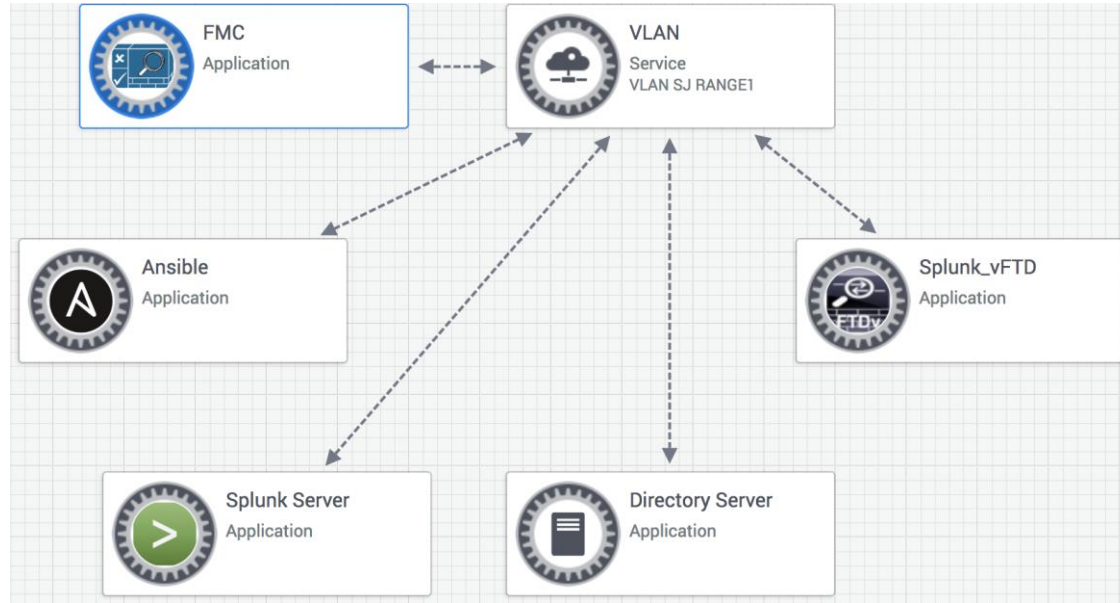 FMC
Application
VLAN
Service
VLAN SJ RANGE1
Ansible
Application
Splunk_vFTD
Application
FTDv
Splunk Server
Application
Directory Server
Application